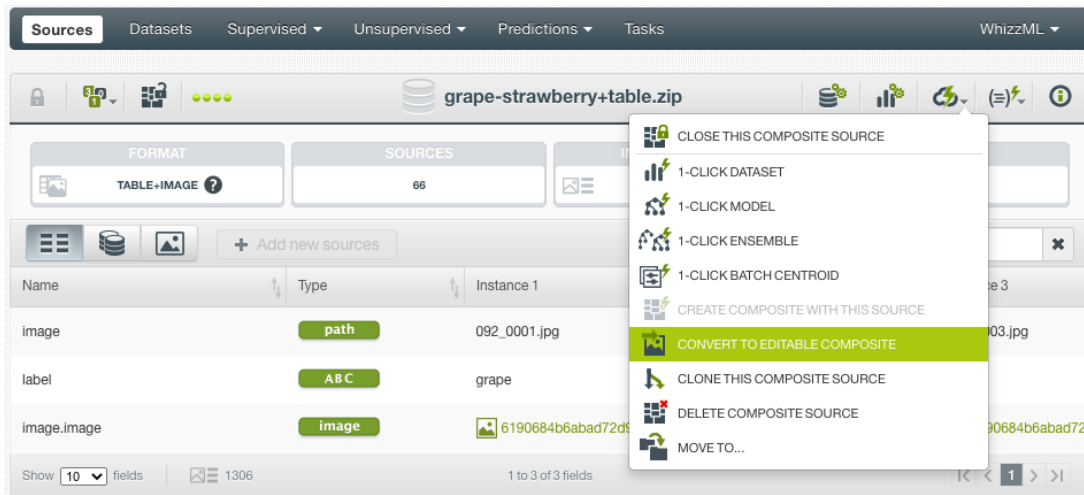 Sources Datasets Supervised Unsupervised Predictions Tasks WhizzML
grape-strawberry+table.zip
CLOSE THIS COMPOSITE SOURCE
FORMAT SOURCES
TABLE+IMAGE ? 66
1-CLICK DATASET
1-CLICK MODEL
1-CLICK ENSEMBLE
+ Add new sources
1-CLICK BATCH CENTROID
Name Type Instance 1
CREATE COMPOSITE WITH THIS SOURCE
image path 092_0001.jpg
CONVERT TO EDITABLE COMPOSITE
label ABC grape
CLONE THIS COMPOSITE SOURCE
DELETE COMPOSITE SOURCE
image.image image 6190684b6abad72d
MOVE TO...
Show 10 fields 1306 1 to 3 of 3 fields 1